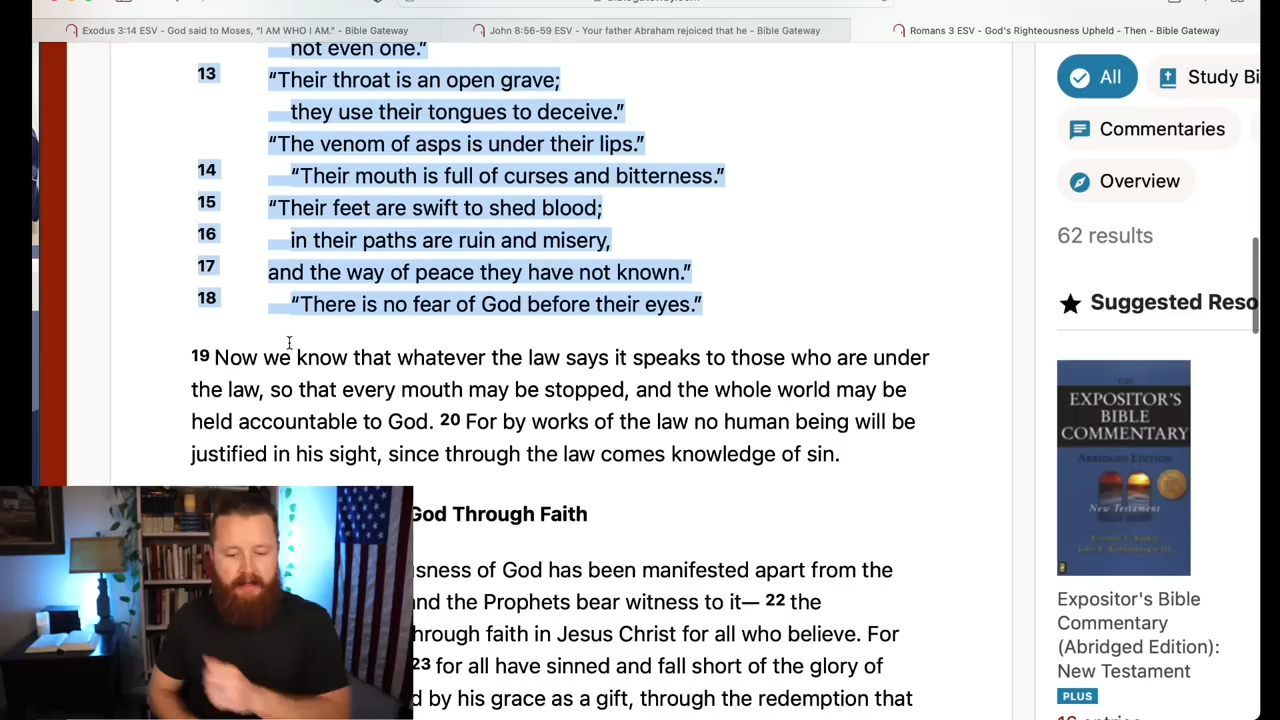 Exodus 3:14 ESV - God said to Moses, “I AM WHO I AM.” - Bible Gateway
John 8:56-59 ESV - Your father Abraham rejoiced that he - Bible Gateway
Romans 3 ESV - God's Righteousness Upheld - Then - Bible Gateway
not even one.”
13 “Their throat is an open grave;
they use their tongues to deceive.”
“The venom of asps is under their lips.”
14 “Their mouth is full of curses and bitterness.”
15 “Their feet are swift to shed blood;
16 in their paths are ruin and misery,
17 and the way of peace they have not known.”
18 “There is no fear of God before their eyes.”
19 Now we know that whatever the law says it speaks to those who are under
the law, so that every mouth may be stopped, and the whole world may be
held accountable to God. 20 For by works of the law no human being will be
justified in his sight, since through the law comes knowledge of sin.
God Through Faith
sness of God has been manifested apart from the
nd the Prophets bear witness to it— 22 the
hrough faith in Jesus Christ for all who believe. For
23 for all have sinned and fall short of the glory of
d by his grace as a gift, through the redemption that
All
Study Bi
Commentaries
Overview
62 results
Suggested Reso
THE
EXPOSITOR'S
BIBLE
COMMENTARY
ABRIDGED EDITION
New Testament
Expositor's Bible
Commentary
(Abridged Edition):
New Testament
PLUS